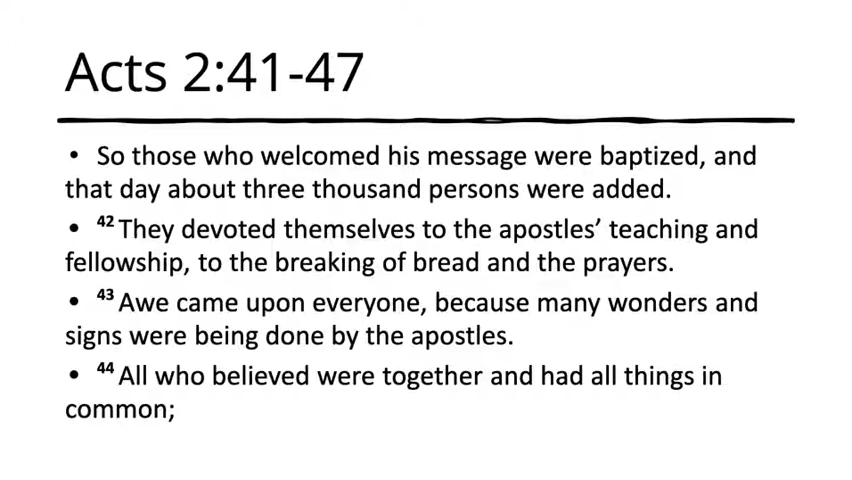 Acts 2:41-47
• So those who welcomed his message were baptized, and
that day about three thousand persons were added.
• 42 They devoted themselves to the apostles’ teaching and
fellowship, to the breaking of bread and the prayers.
• 43 Awe came upon everyone, because many wonders and
signs were being done by the apostles.
• 44 All who believed were together and had all things in
common;